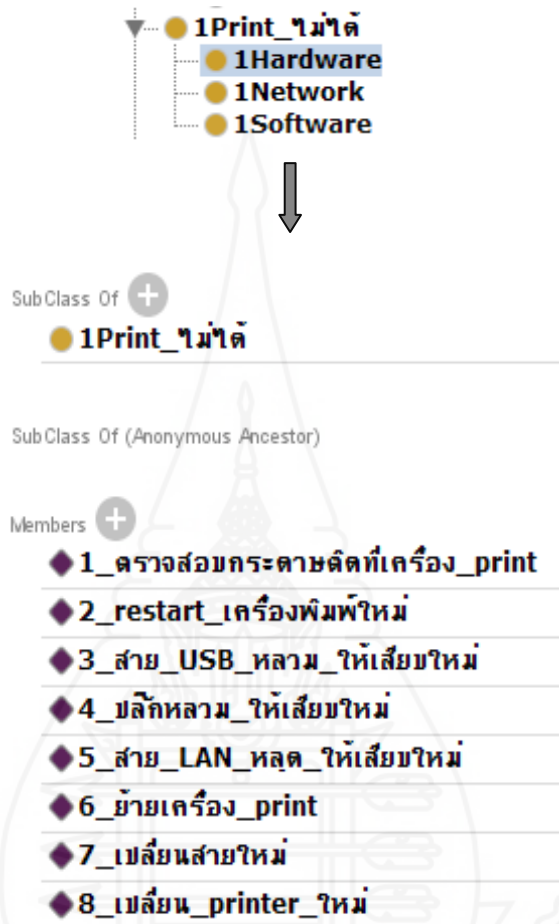 1Print_ไม่ได้
1Hardware
1Network
1Software
SubClass Of
1Print_ไม่ได้
SubClass Of (Anonymous Ancestor)
Members
1_ตรวจสอบกระดาษติดที่เครื่อง_print
2_restart_เครื่องพิมพ์ใหม่
3_สาย_USB_หลวม_ให้เสียบใหม่
4_ปลั๊กหลวม_ให้เสียบใหม่
5_สาย_LAN_หลุด_ให้เสียบใหม่
6_ย้ายเครื่อง_print
7_เปลี่ยนสายใหม่
8_เปลี่ยน_printer_ใหม่